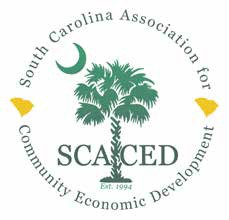 South Carolina Association for
SCACED
Est. 1994
Community Economic Development